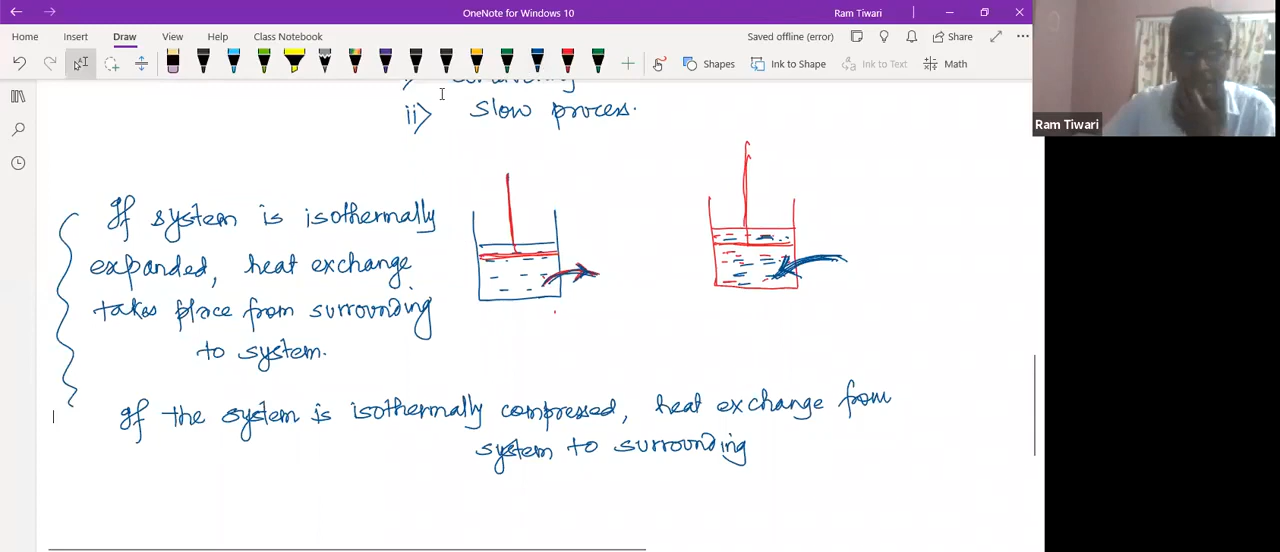 OneNote for Windows 10
Ram Tiwari
Home Insert Draw View Help Class Notebook
Saved offline (error)
Share
Shapes
Ink to Shape
Ink to Text
Math
Ram Tiwari
ii) slow process.
If system is isothermally
expanded, heat exchange
takes place from surrounding
to system.
If the system is isothermally compressed, heat exchange from
system to surrounding